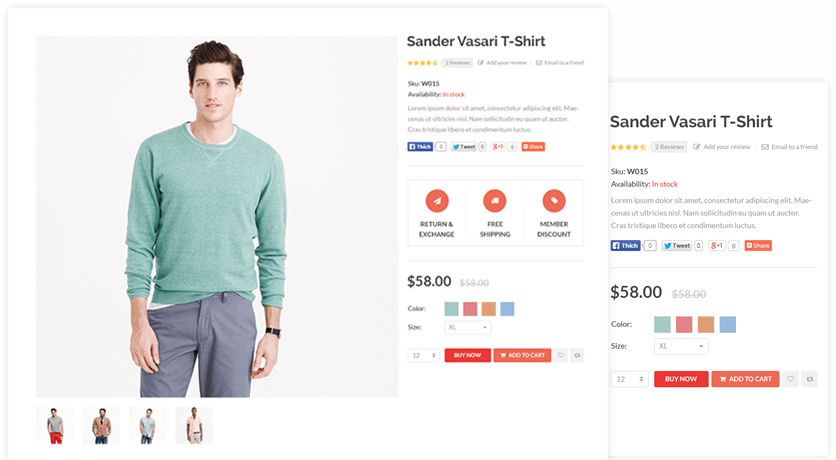 Sander Vasari T-Shirt
2 Reviews Add your review | Email to a friend
Sku: W015
Availability: In stock
Lorem ipsum dolor sit amet, consectetur adipiscing elit. Mae-
cenas ut ultricies nisl. Nam sollicitudin eu quam ut auctor.
Cras tristique libero et condimentum luctus.
Thích 0 Tweet 0 g+1 0 Share
RETURN &
EXCHANGE
FREE
SHIPPING
MEMBER
DISCOUNT
$58.00 $58.00
Color:
Size: XL
12 BUY NOW ADD TO CART
Sander Vasari T-Shirt
2 Reviews Add your review | Email to a friend
Sku: W015
Availability: In stock
Lorem ipsum dolor sit amet, consectetur adipiscing elit. Mae-
cenas ut ultricies nisl. Nam sollicitudin eu quam ut auctor.
Cras tristique libero et condimentum luctus.
Thích 0 Tweet 0 g+1 0 Share
$58.00 $58.00
Color:
Size: XL
12 BUY NOW ADD TO CART